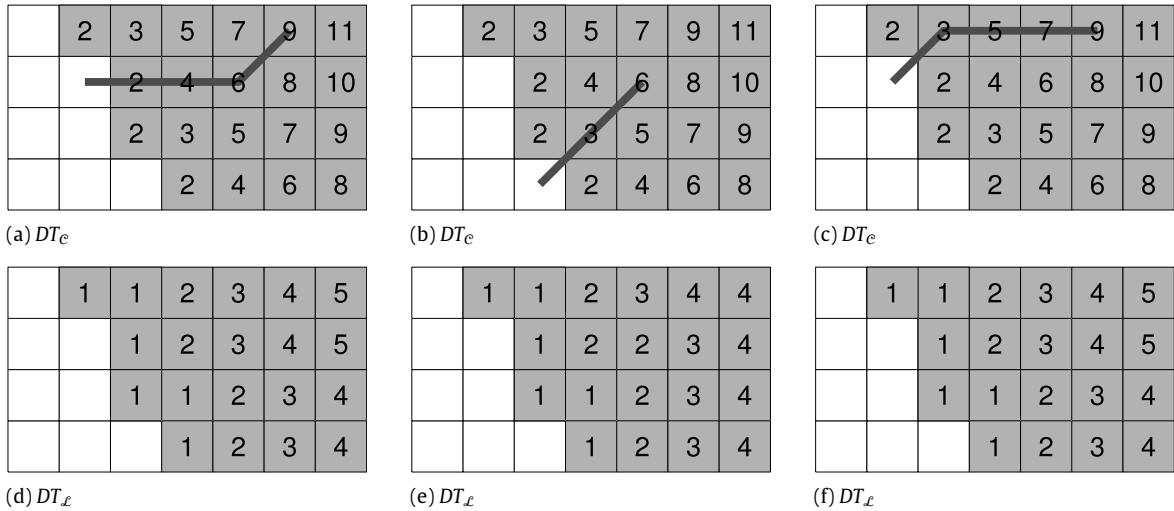 2 3 5 7 9 11 2 3 5 7 9 11 2 3 5 7 9 11
2 4 6 8 10 2 4 6 8 10 2 4 6 8 10
2 3 5 7 9 2 3 5 7 9 2 3 5 7 9
2 4 6 8 2 4 6 8 2 4 6 8
(a) DT𝒞 (b) DT𝒞 (c) DT𝒞
1 1 2 3 4 5 1 1 2 3 4 4 1 1 2 3 4 5
1 2 3 4 5 1 2 2 3 4 1 2 3 4 5
1 1 2 3 4 1 1 2 3 4 1 1 2 3 4
1 2 3 4 1 2 3 4 1 2 3 4
(d) DTℒ (e) DTℒ (f) DTℒ